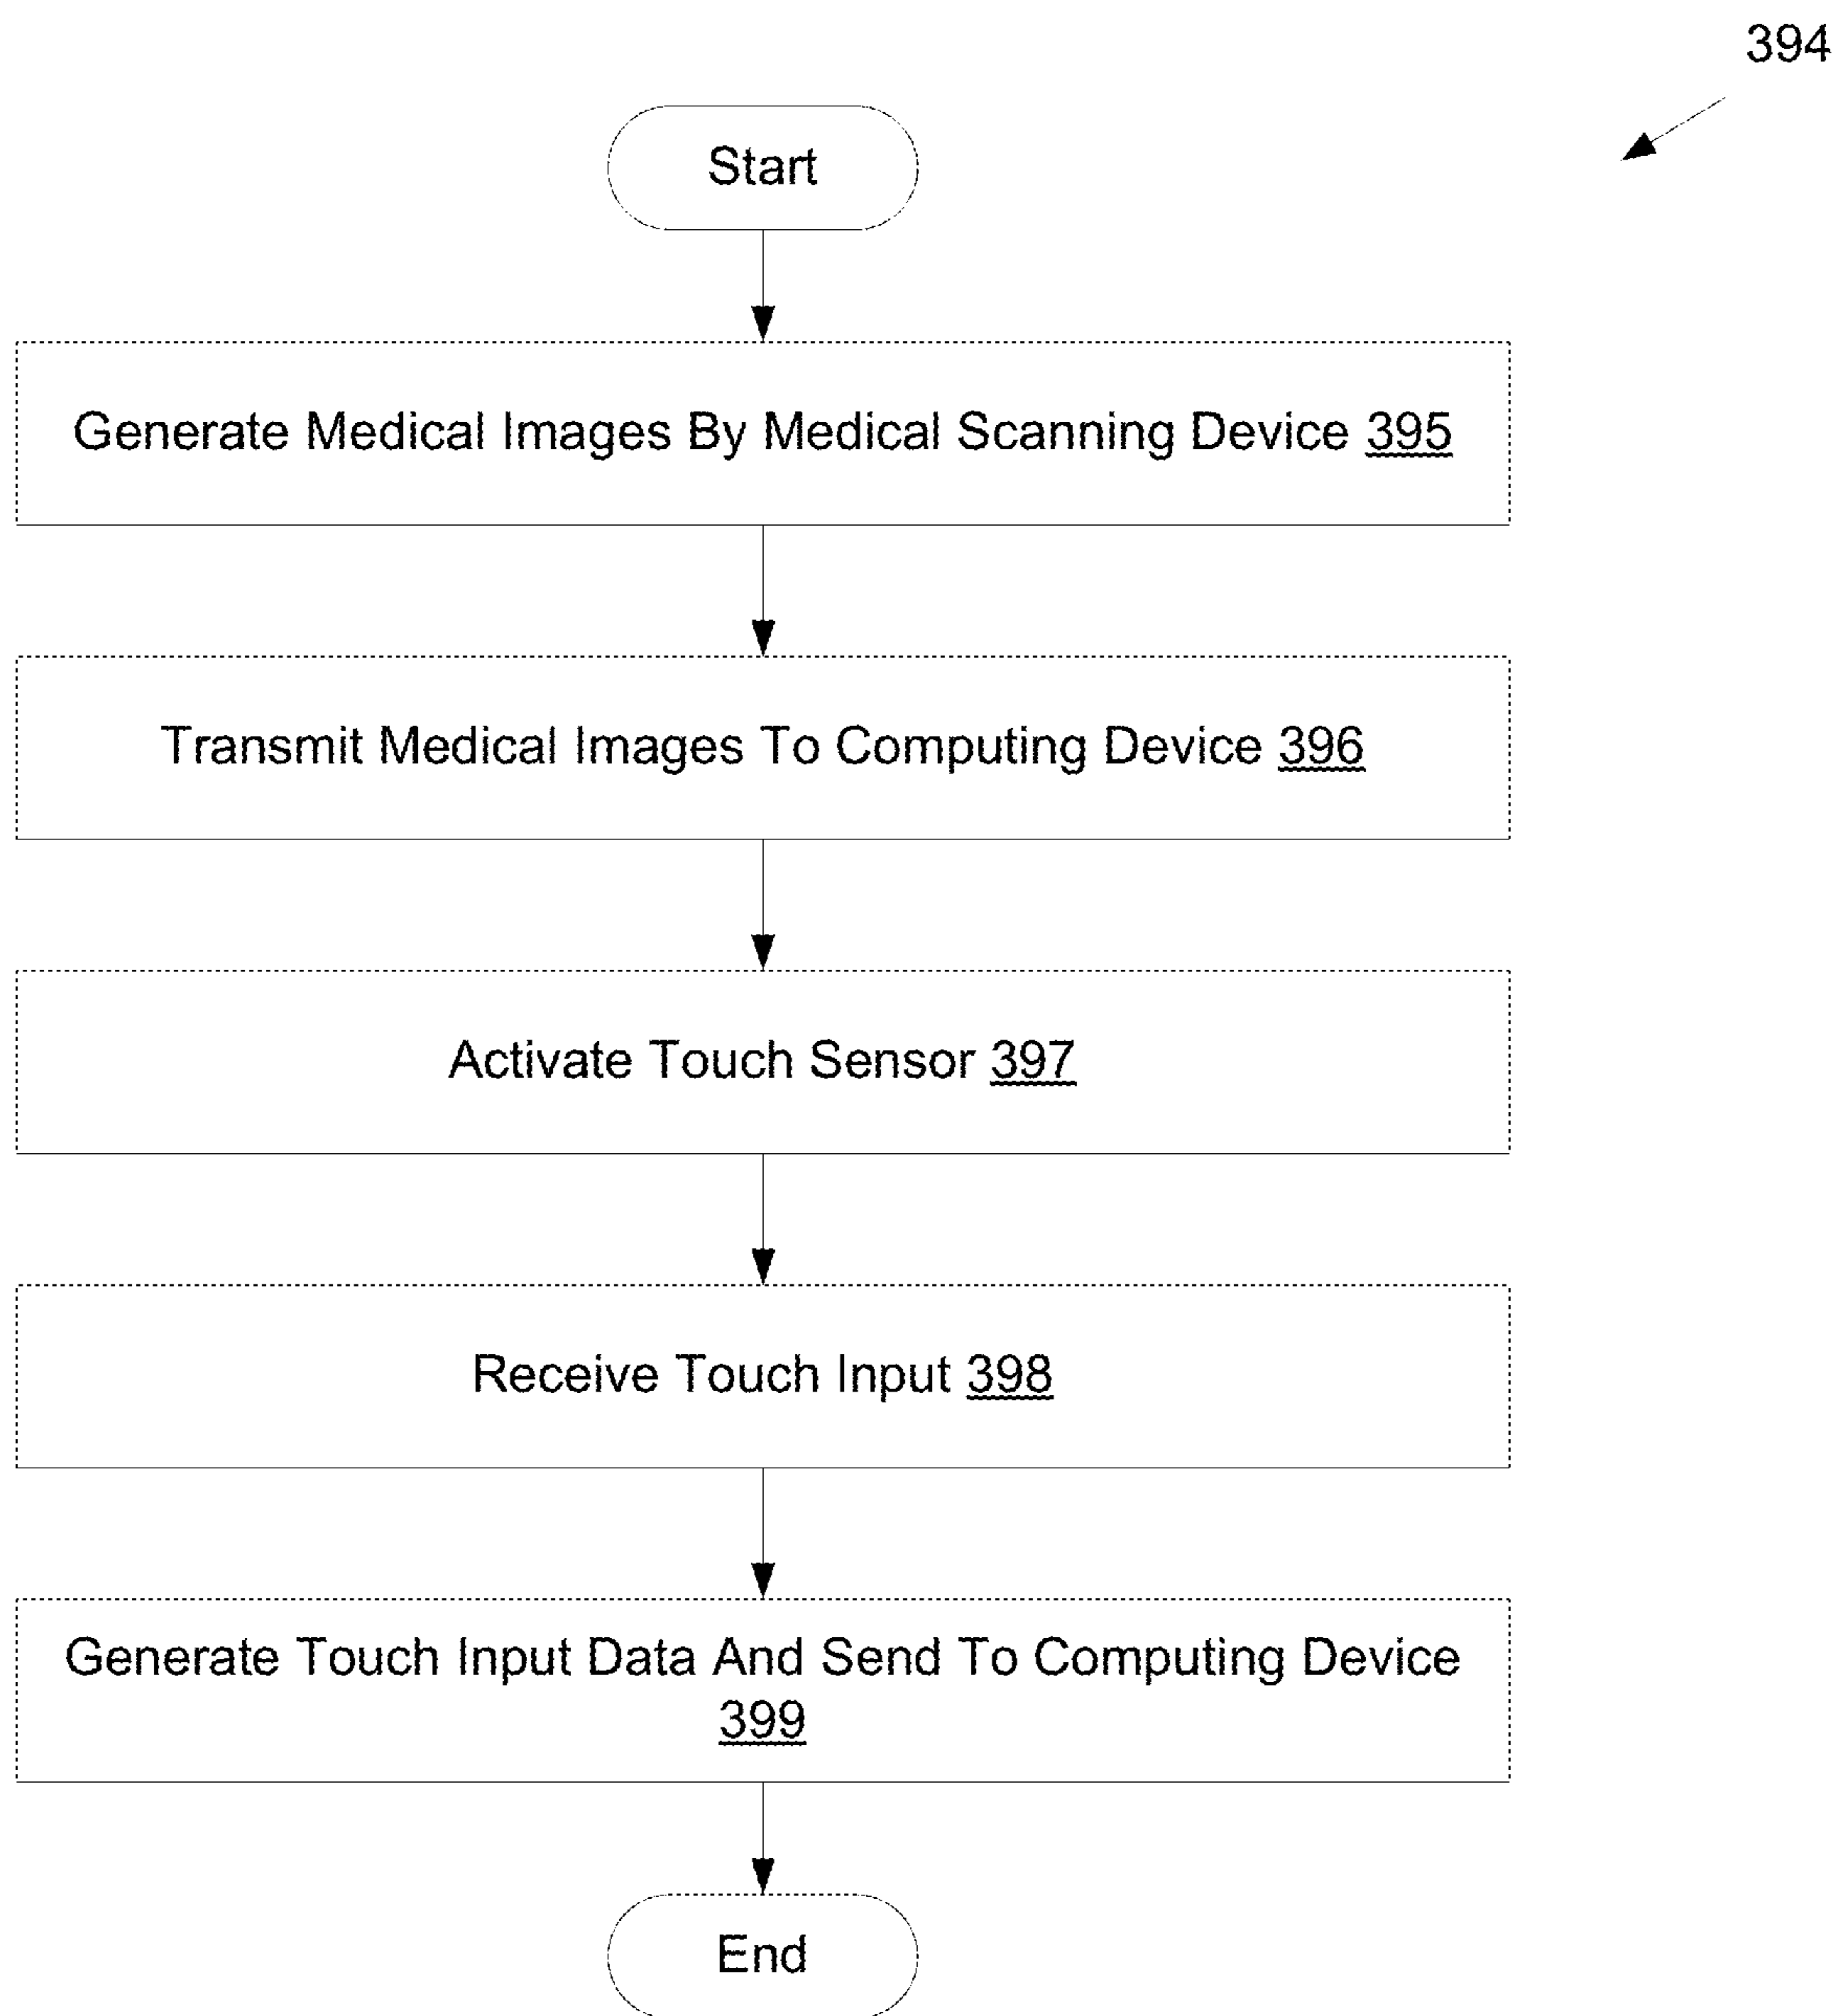 394
Start
Generate Medical Images By Medical Scanning Device 395
Transmit Medical Images To Computing Device 396
Activate Touch Sensor 397
Receive Touch Input 398
Generate Touch Input Data And Send To Computing Device
399
End